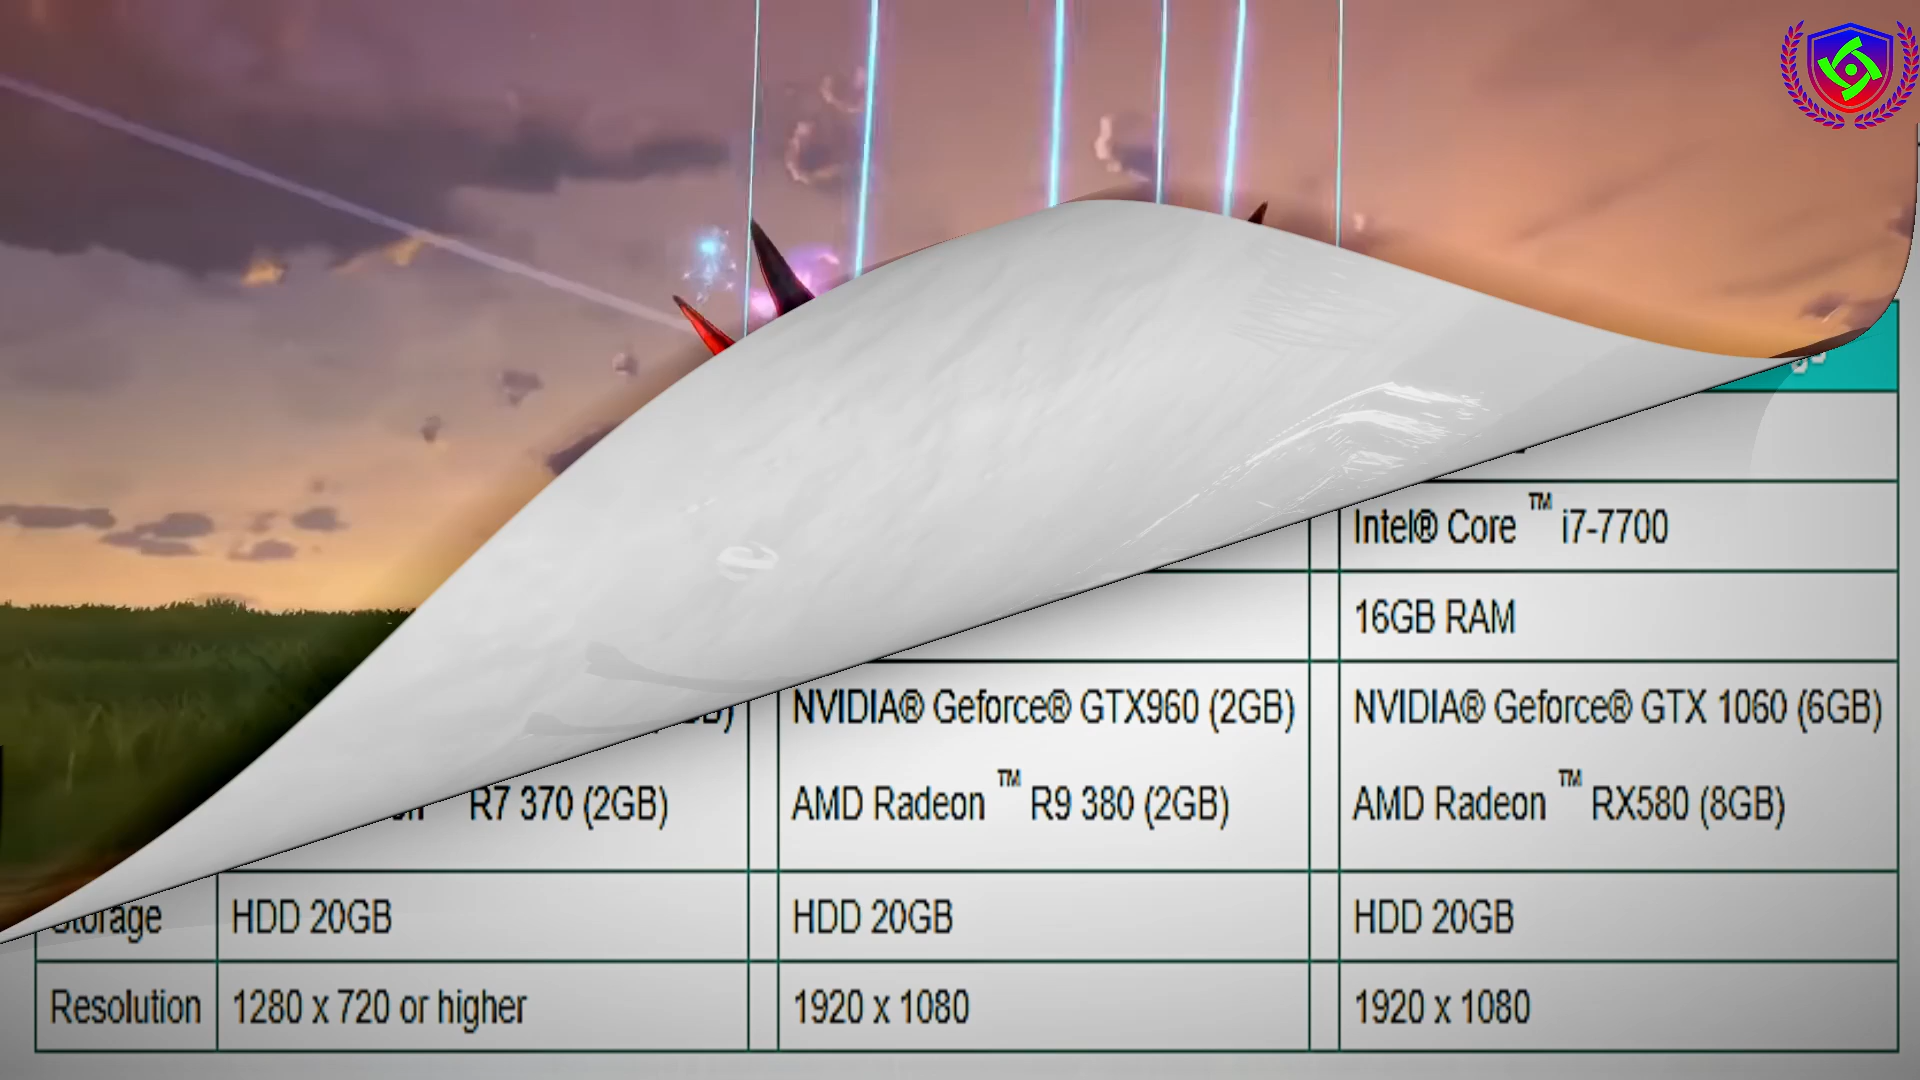 Intel® Core ™ i7-7700
16GB RAM
NVIDIA® Geforce® GTX960 (2GB) NVIDIA® Geforce® GTX 1060 (6GB)
R7 370 (2GB) AMD Radeon ™ R9 380 (2GB) AMD Radeon ™ RX580 (8GB)
Storage HDD 20GB HDD 20GB HDD 20GB
Resolution 1280 x 720 or higher 1920 x 1080 1920 x 1080